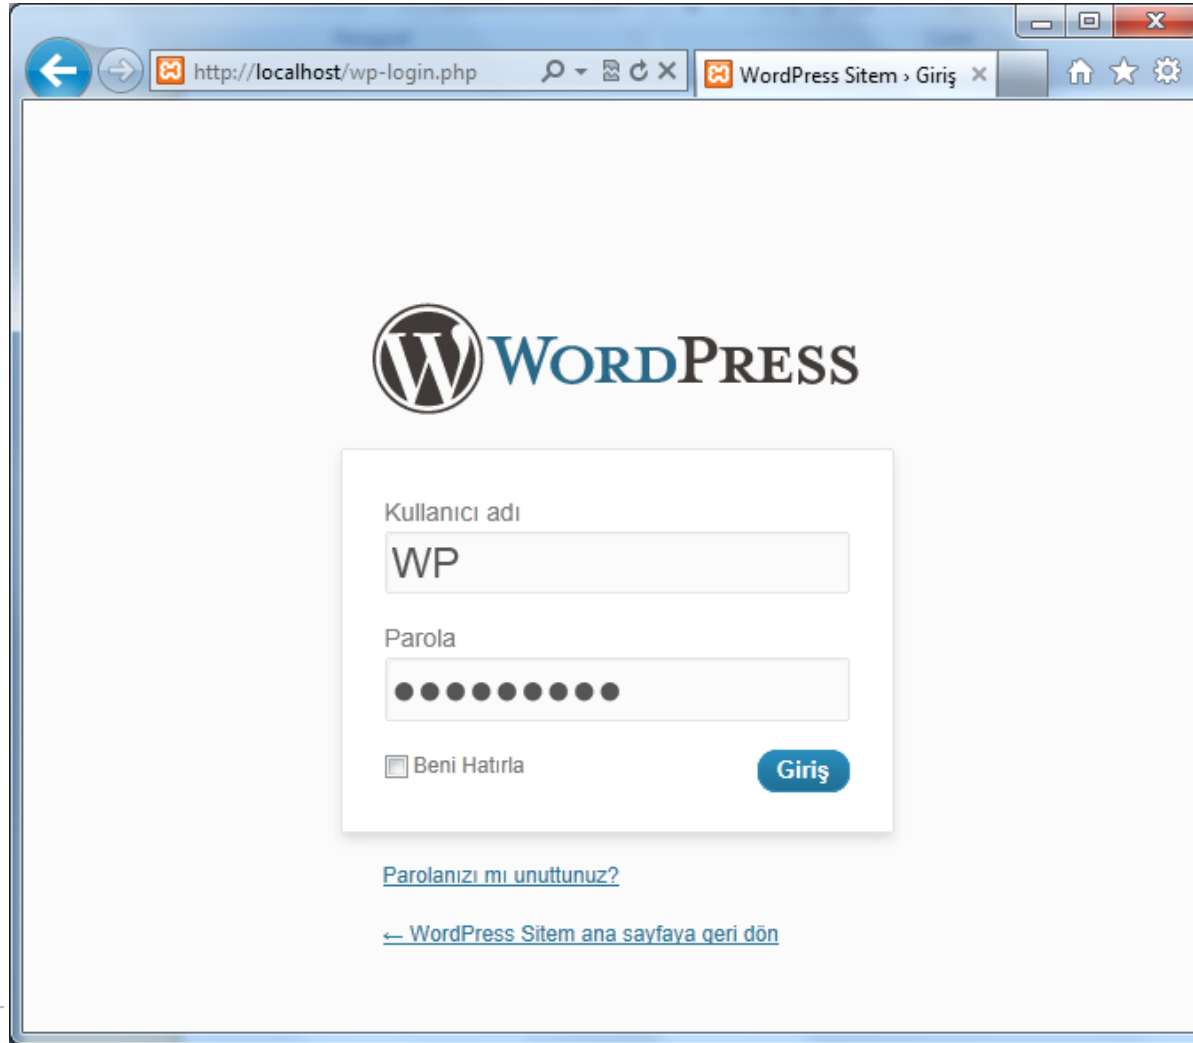 http://localhost/wp-login.php
WordPress Sitem › Giriş
WORDPRESS
Kullanıcı adı
WP
Parola
Beni Hatırla
Giriş
Parolanızı mı unuttunuz?
← WordPress Sitem ana sayfaya geri dön